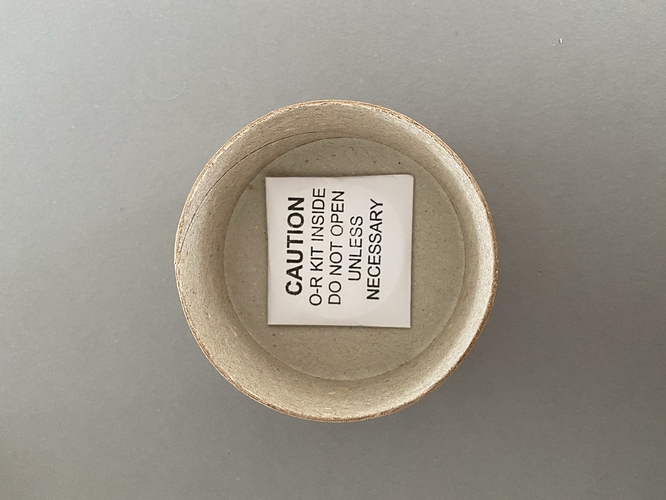 CAUTION
O-R KIT INSIDE
DO NOT OPEN
UNLESS
NECESSARY